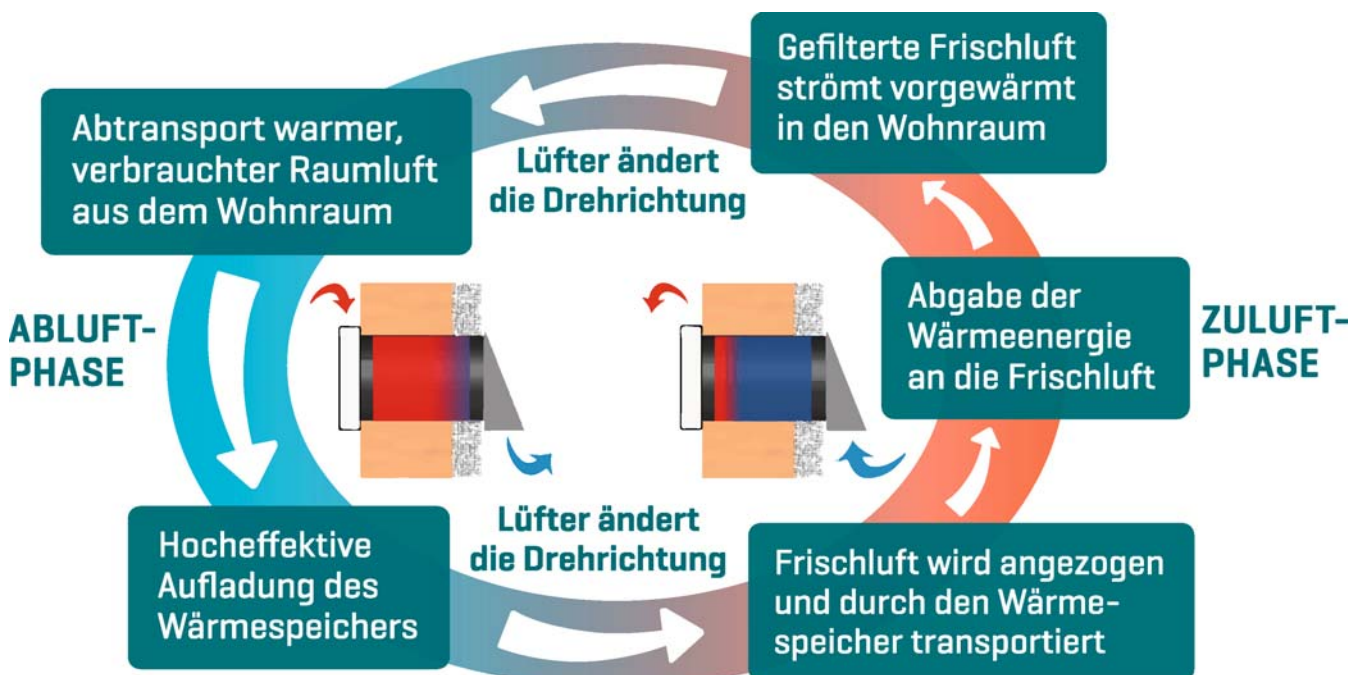 Gefilterte Frischluft
strömt vorgewärmt
in den Wohnraum
Abtransport warmer,
verbrauchter Raumluft
aus dem Wohnraum
Lüfter ändert
die Drehrichtung
ABLUFT-
PHASE
Abgabe der
Wärmeenergie
an die Frischluft
ZULUFT-
PHASE
Hocheffektive
Aufladung des
Wärmespeichers
Lüfter ändert
die Drehrichtung
Frischluft wird angezogen
und durch den Wärme-
speicher transportiert